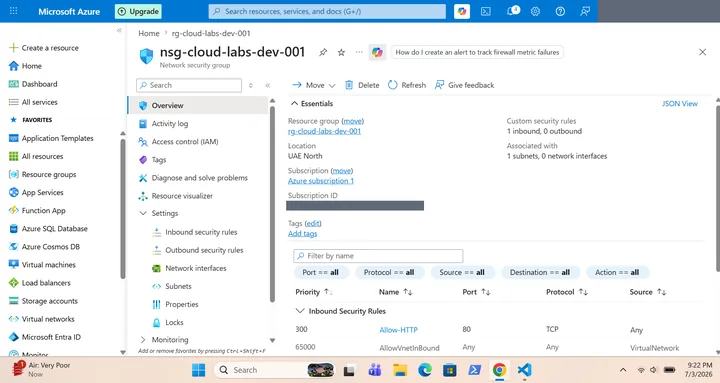 Microsoft Azure
Upgrade
Search resources, services, and docs (G+/)
4
Create a resource
Home
Dashboard
All services
FAVORITES
Application Templates
All resources
Resource groups
App Services
Function App
Azure SQL Database
Azure Cosmos DB
Virtual machines
Load balancers
Storage accounts
Virtual networks
Microsoft Entra ID
Monitor
Home > rg-cloud-labs-dev-001
nsg-cloud-labs-dev-001
Network security group
How do I create an alert to track firewall metric failures
Search
Overview
Activity log
Access control (IAM)
Tags
Diagnose and solve problems
Resource visualizer
Settings
Inbound security rules
Outbound security rules
Network interfaces
Subnets
Properties
Locks
Monitoring
Add or remove favorites by pressing Ctrl+Shift+F
Move
Delete
Refresh
Give feedback
Essentials
JSON View
Resource group (move)
rg-cloud-labs-dev-001
Location
UAE North
Subscription (move)
Azure subscription 1
Subscription ID
Tags (edit)
Add tags
Custom security rules
1 inbound, 0 outbound
Associated with
1 subnets, 0 network interfaces
Filter by name
Port == all
Protocol == all
Source == all
Destination == all
Action == all
Priority Name Port Protocol Source
Inbound Security Rules
300 Allow-HTTP 80 TCP Any
65000 AllowVnetInBound Any Any VirtualNetwork
1
Air: Very Poor
Now
Search
9:22 PM
7/3/2026